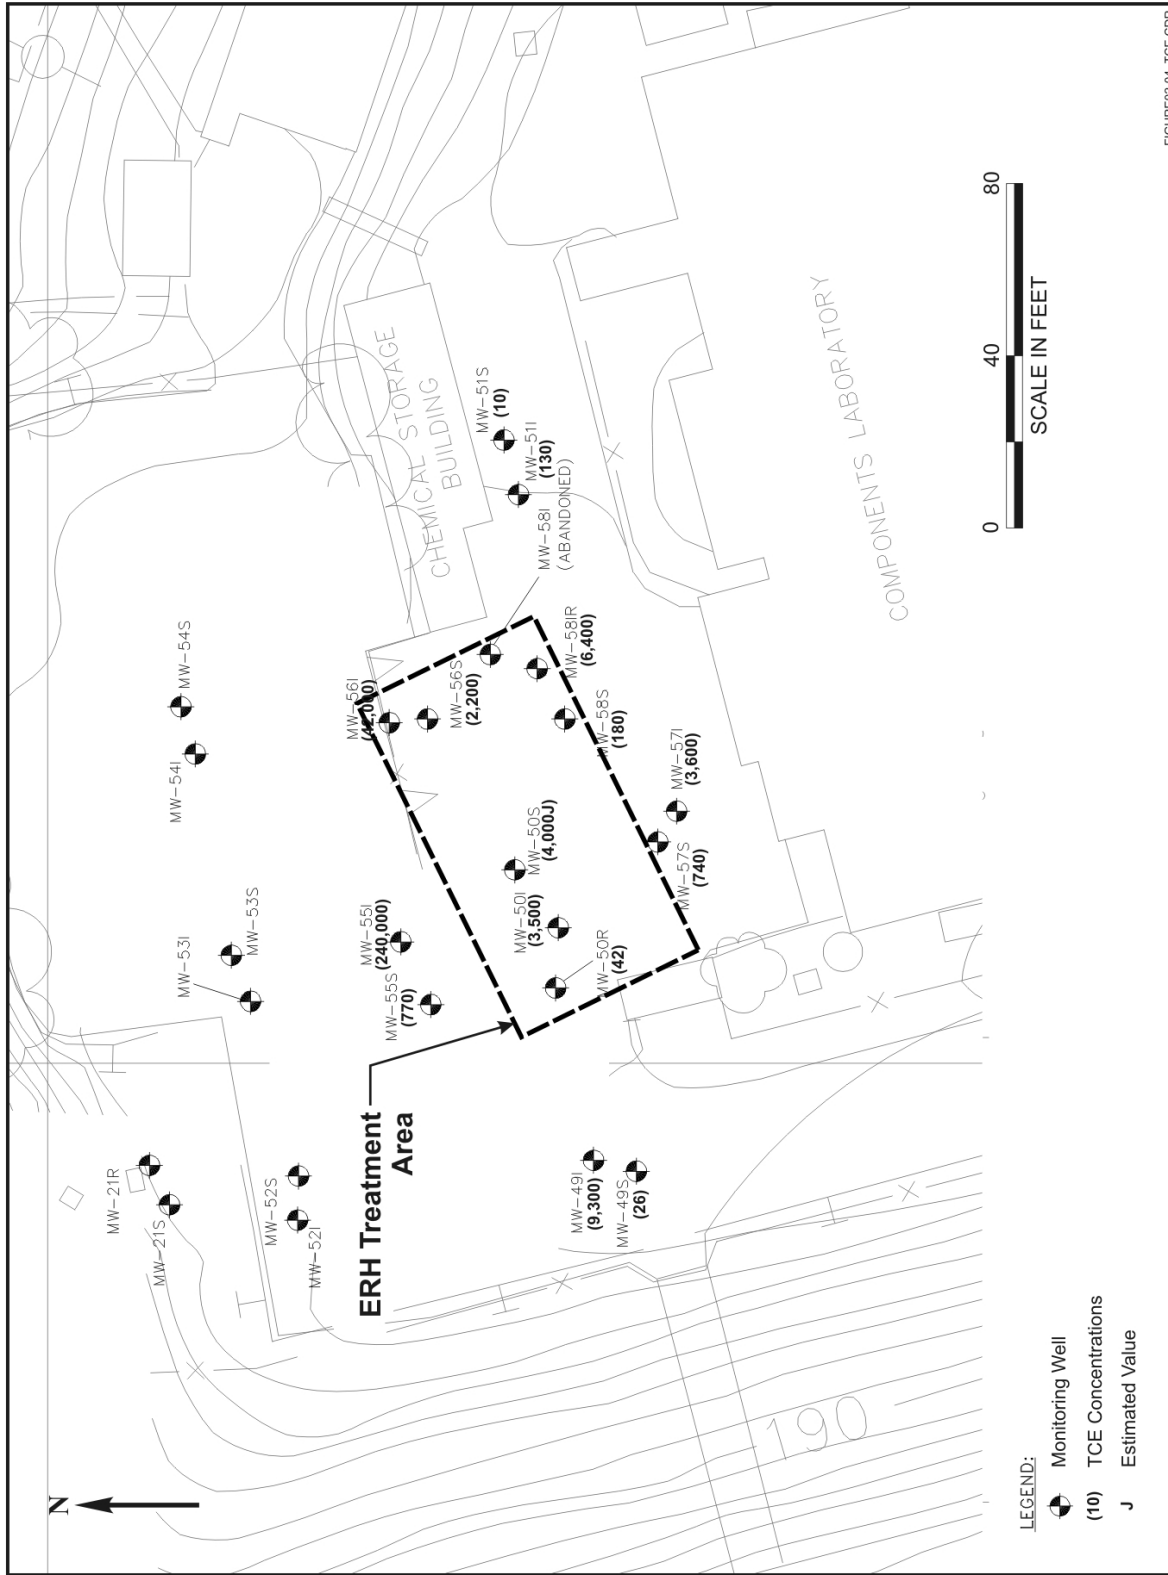 N
MW-21R
MW-21S
MW-52S
MW-52I
MW-53I
MW-53S
MW-54I
MW-54S
MW-55I
(240,000)
MW-55S
(770)
MW-56I
(42,000)
MW-56S
(2,200)
CHEMICAL STORAGE
BUILDING
MW-51S
(10)
MW-51I
(130)
MW-58I
(ABANDONED)
MW-58IR
(6,400)
MW-58S
(180)
MW-50S
(4,000J)
MW-50I
(3,500)
MW-50R
(42)
MW-57I
(3,600)
MW-57S
(740)
ERH Treatment
Area
MW-49I
(9,300)
MW-49S
(26)
190
COMPONENTS LABORATORY
LEGEND:
Monitoring Well
(10) TCE Concentrations
J Estimated Value
0 40 80
SCALE IN FEET